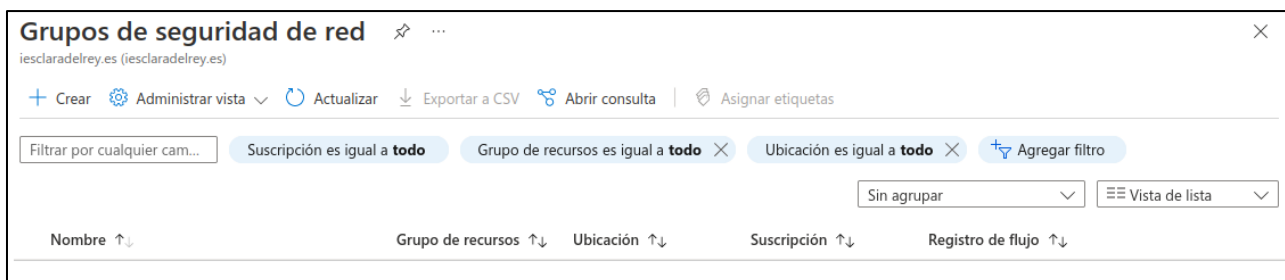 Grupos de seguridad de red
iesclaradelrey.es (iesclaradelrey.es)
Crear Administrar vista Actualizar Exportar a CSV Abrir consulta Asignar etiquetas
Filtrar por cualquier cam... Suscripción es igual a todo Grupo de recursos es igual a todo Ubicación es igual a todo Agregar filtro
Sin agrupar Vista de lista
Nombre Grupo de recursos Ubicación Suscripción Registro de flujo